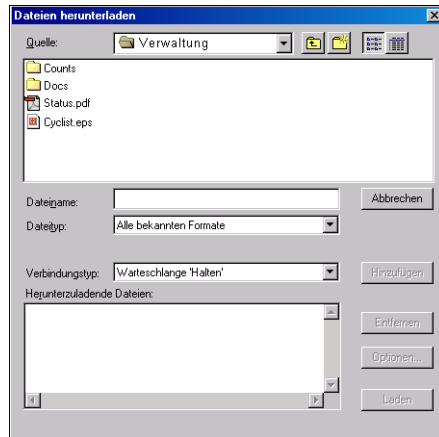 Dateien herunterladen
Quelle: Verwaltung
Counts
Docs
Status.pdf
Cyclist.eps
Dateiname: Abbrechen
Dateityp: Alle bekannten Formate
Verbindungstyp: Warteschlange 'Halten' Hinzufügen
Herunterzuladende Dateien:
Entfernen
Optionen...
Laden